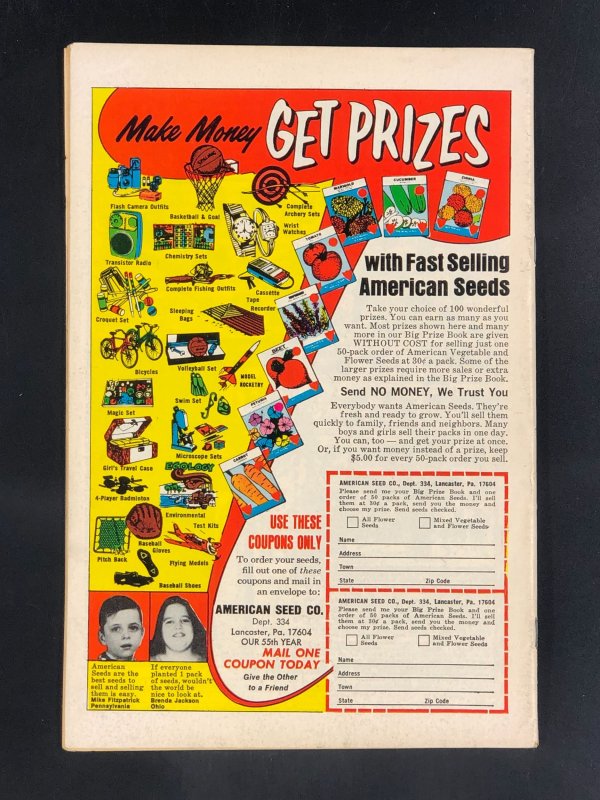 Make Money GET PRIZES
Flash Camera Outfits
Basketball & Goal
Complete
Archery Sets
Wrist
Watches
Transistor Radio
Chemistry Sets
Complete Fishing Outfits
Cassette
Tape
Recorder
Croquet Set
Sleeping
Bags
Bicycles
Volleyball Set
MODEL
ROCKETRY
Swim Set
Magic Set
Girl's Travel Case
Microscope Sets
ECOLOGY
4-Player Badminton
Environmental
Test Kits
Baseball
Gloves
Pitch Back
Flying Models
Baseball Shoes
SPALDING
MARIGOLD
CUCUMBER
ZINNIA
TOMATO
BEET
PETUNIA
CARROT
with Fast Selling
American Seeds
Take your choice of 100 wonderful
prizes. You can earn as many as you
want. Most prizes shown here and many
more in our Big Prize Book are given
WITHOUT COST for selling just one
50-pack order of American Vegetable and
Flower Seeds at 30¢ a pack. Some of the
larger prizes require more sales or extra
money as explained in the Big Prize Book.
Send NO MONEY, We Trust You
Everybody wants American Seeds. They're
fresh and ready to grow. You'll sell them
quickly to family, friends and neighbors. Many
boys and girls sell their packs in one day.
You can, too — and get your prize at once.
Or, if you want money instead of a prize, keep
$5.00 for every 50-pack order you sell.
USE THESE
COUPONS ONLY
To order your seeds,
fill out one of these
coupons and mail in
an envelope to:
AMERICAN SEED CO.
Dept. 334
Lancaster, Pa. 17604
OUR 55th YEAR
MAIL ONE
COUPON TODAY
Give the Other
to a Friend
AMERICAN SEED CO., Dept. 334, Lancaster, Pa. 17604
Please send me your Big Prize Book and one
order of 50 packs of American Seeds. I'll sell
them at 30¢ a pack, send you the money and
choose my prize. Send seeds checked.
All Flower
Seeds
Mixed Vegetable
and Flower Seeds
Name
Address
Town
State Zip Code
AMERICAN SEED CO., Dept. 334, Lancaster, Pa. 17604
Please send me your Big Prize Book and one
order of 50 packs of American Seeds. I'll sell
them at 30¢ a pack, send you the money and
choose my prize. Send seeds checked.
All Flower
Seeds
Mixed Vegetable
and Flower Seeds
Name
Address
Town
State Zip Code
American
Seeds are the
best seeds to
sell and selling
them is easy.
Mike Fitzpatrick
Pennsylvania
If everyone
planted 1 pack
of seeds, wouldn't
the world be
nice to look at.
Brenda Jackson
Ohio